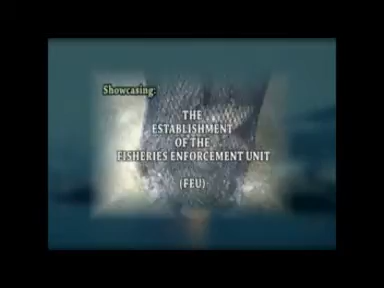 Showcasing:
THE
ESTABLISHMENT
OF THE
FISHERIES ENFORCEMENT UNIT
(FEU)